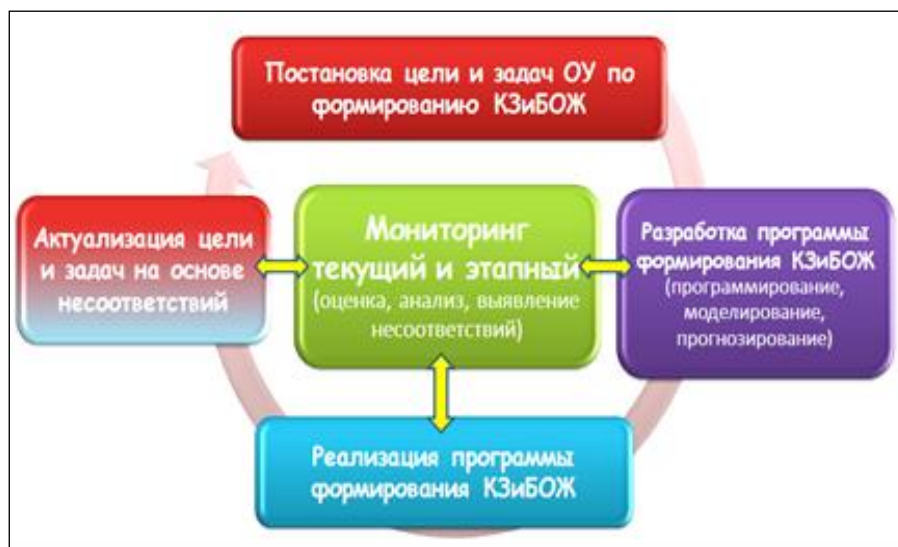 Постановка цели и задач ОУ по
формированию КЗиБОЖ
Актуализация цели
и задач на основе
несоответствий
Мониторинг
текущий и этапный
(оценка, анализ, выявление
несоответствий)
Разработка программы
формирования КЗиБОЖ
(программирование,
моделирование,
прогнозирование)
Реализация программы
формирования КЗиБОЖ